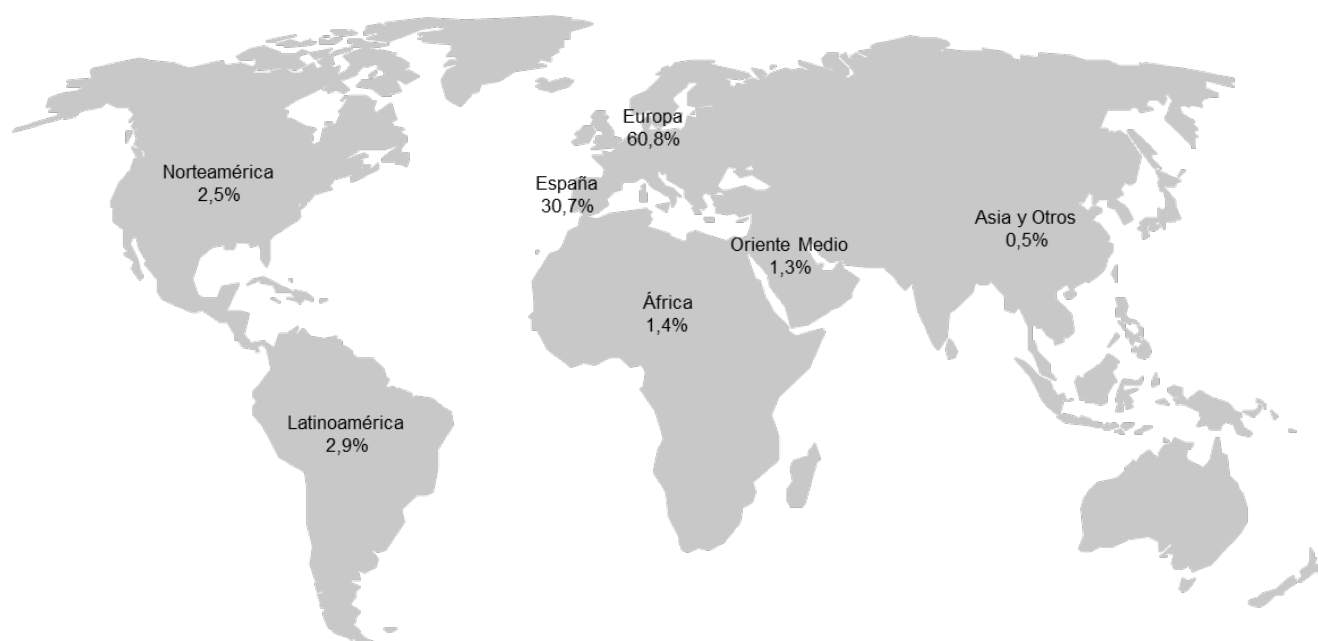 Europa
60,8%
Norteamérica
2,5%
España
30,7%
Asia y Otros
0,5%
Oriente Medio
1,3%
África
1,4%
Latinoamérica
2,9%